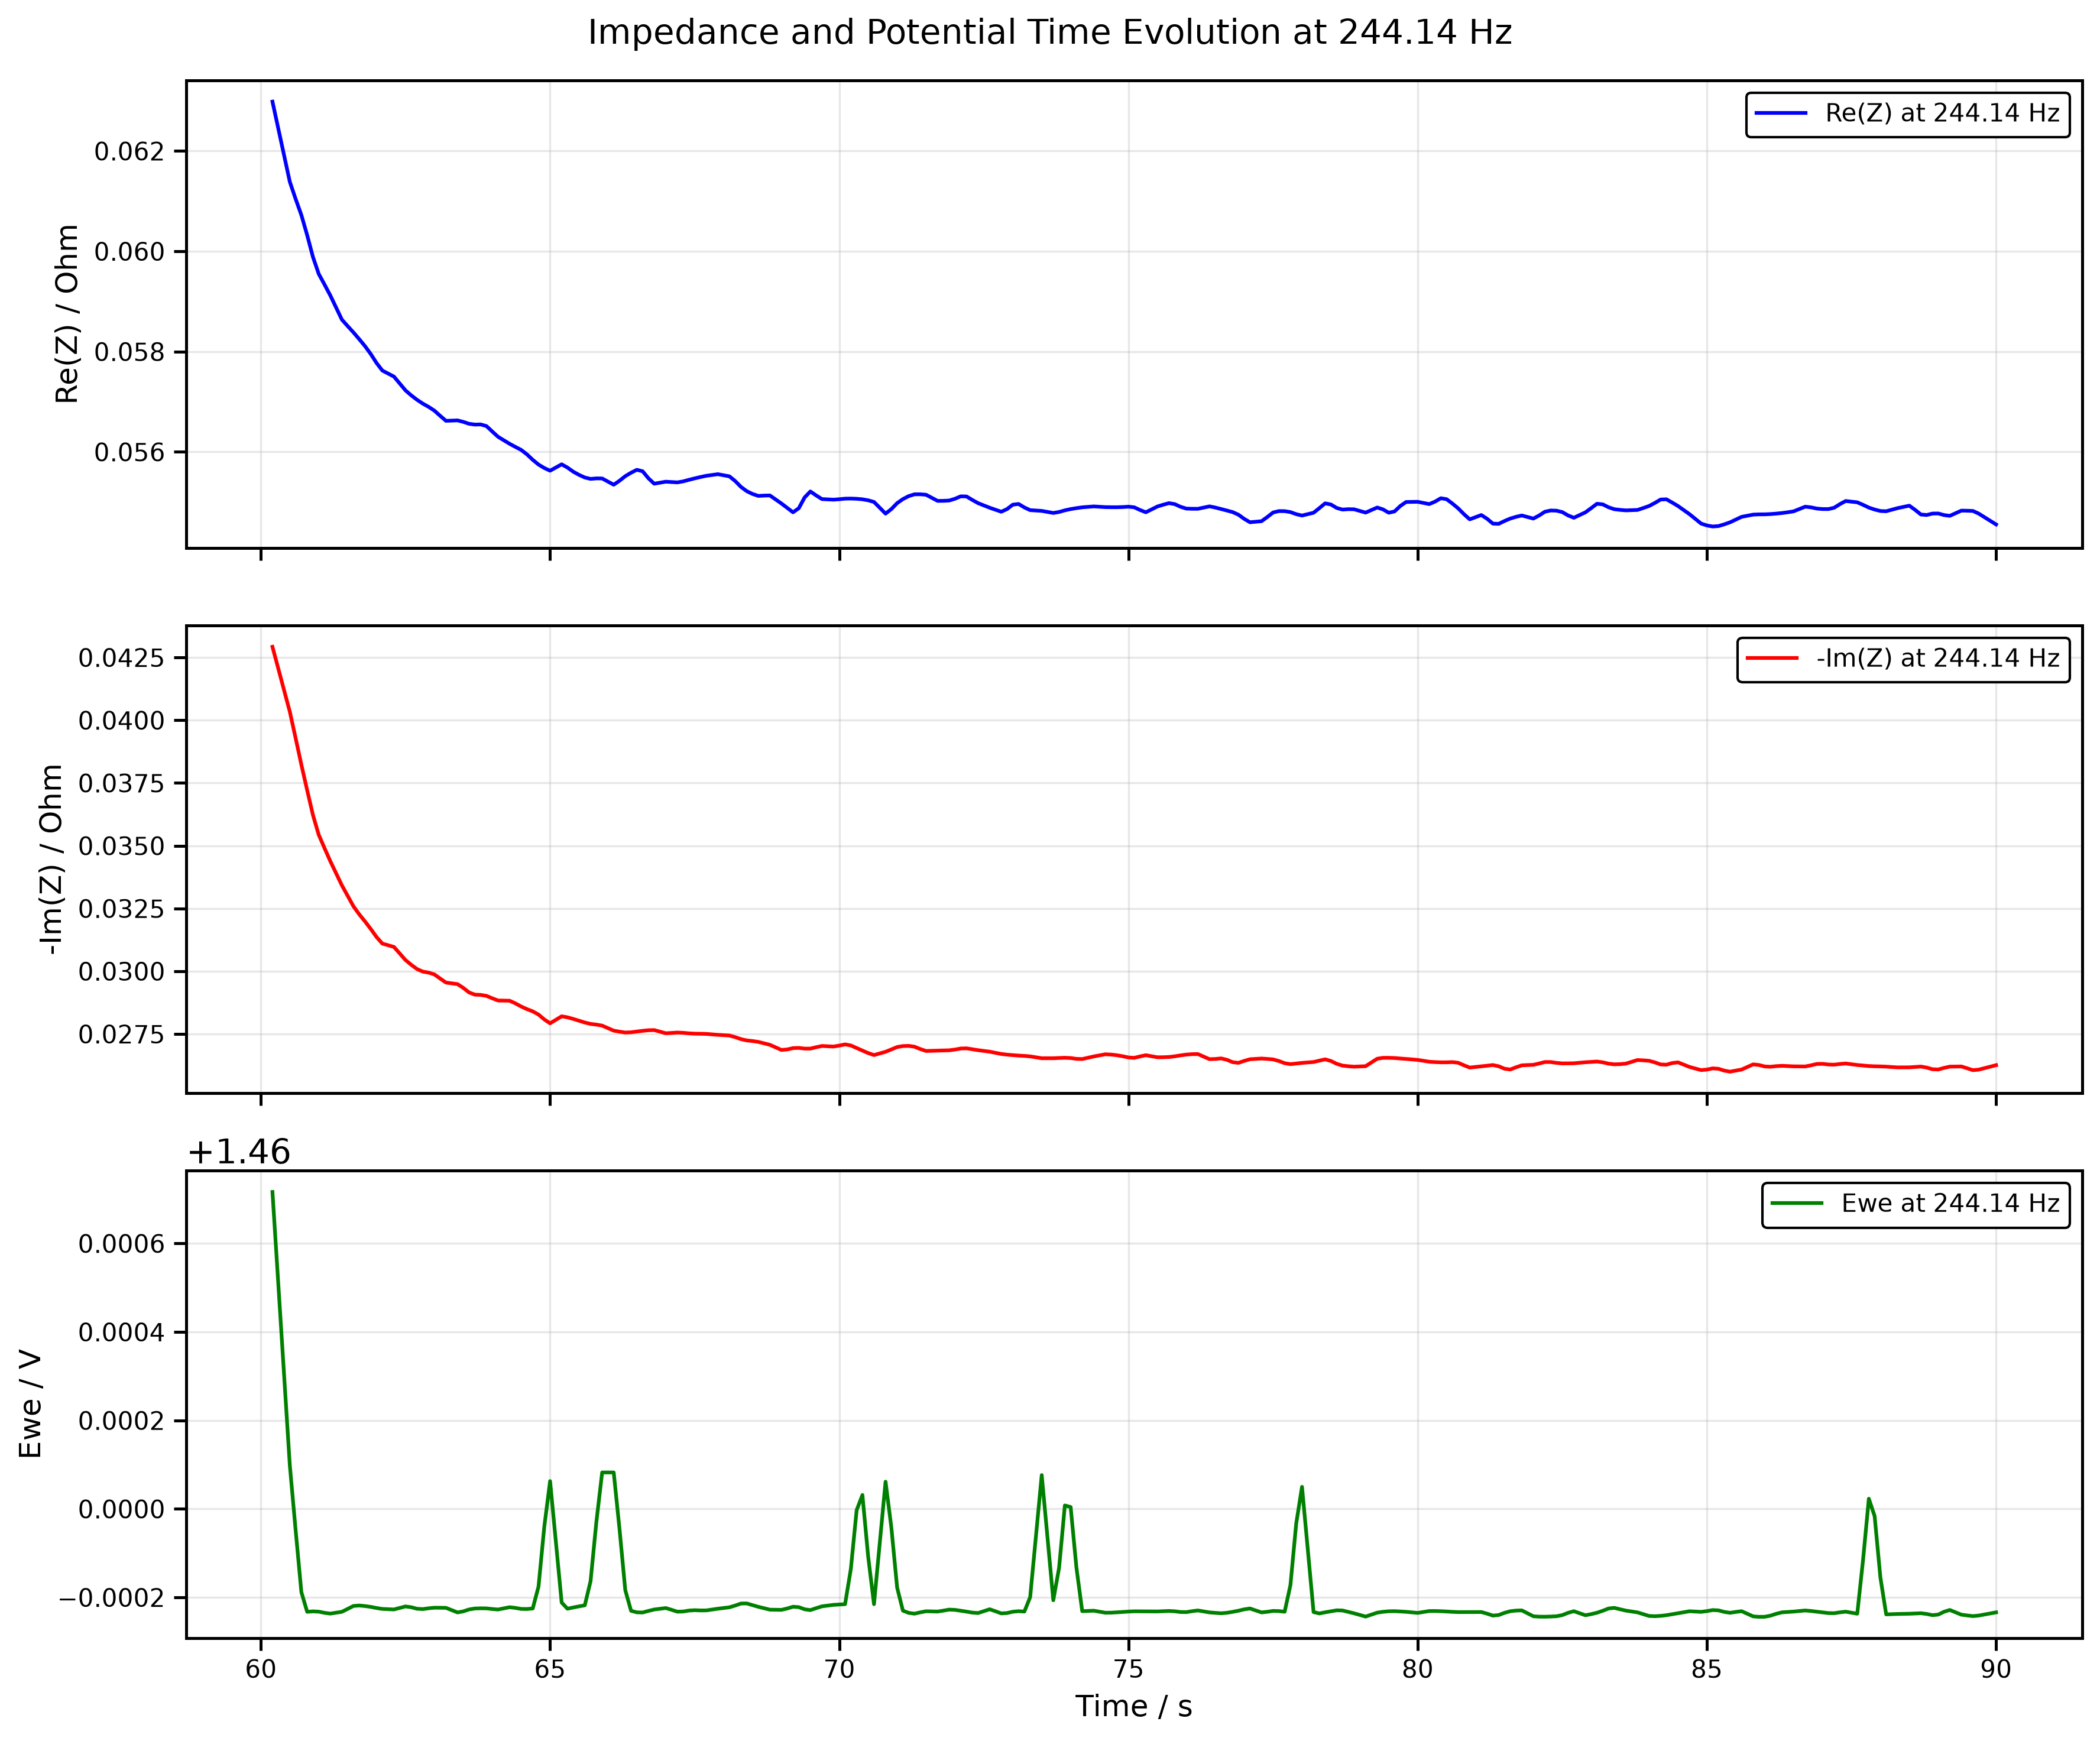 Impedance and Potential Time Evolution at 244.14 Hz
Re(Z) / Ohm
0.062
0.060
0.058
0.056
Re(Z) at 244.14 Hz
-Im(Z) / Ohm
0.0425
0.0400
0.0375
0.0350
0.0325
0.0300
0.0275
-Im(Z) at 244.14 Hz
+1.46
Ewe / V
0.0006
0.0004
0.0002
0.0000
−0.0002
Ewe at 244.14 Hz
60 65 70 75 80 85 90
Time / s